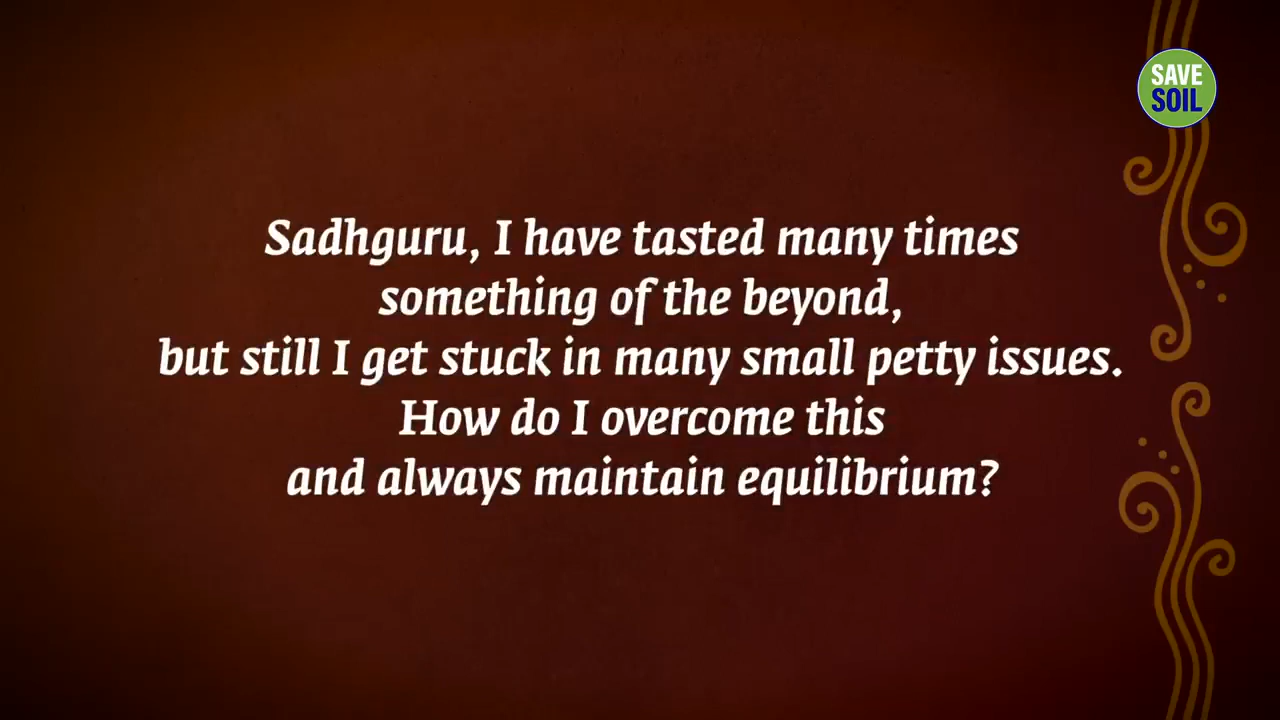 SAVE
SOIL
Sadhguru, I have tasted many times
something of the beyond,
but still I get stuck in many small petty issues.
How do I overcome this
and always maintain equilibrium?